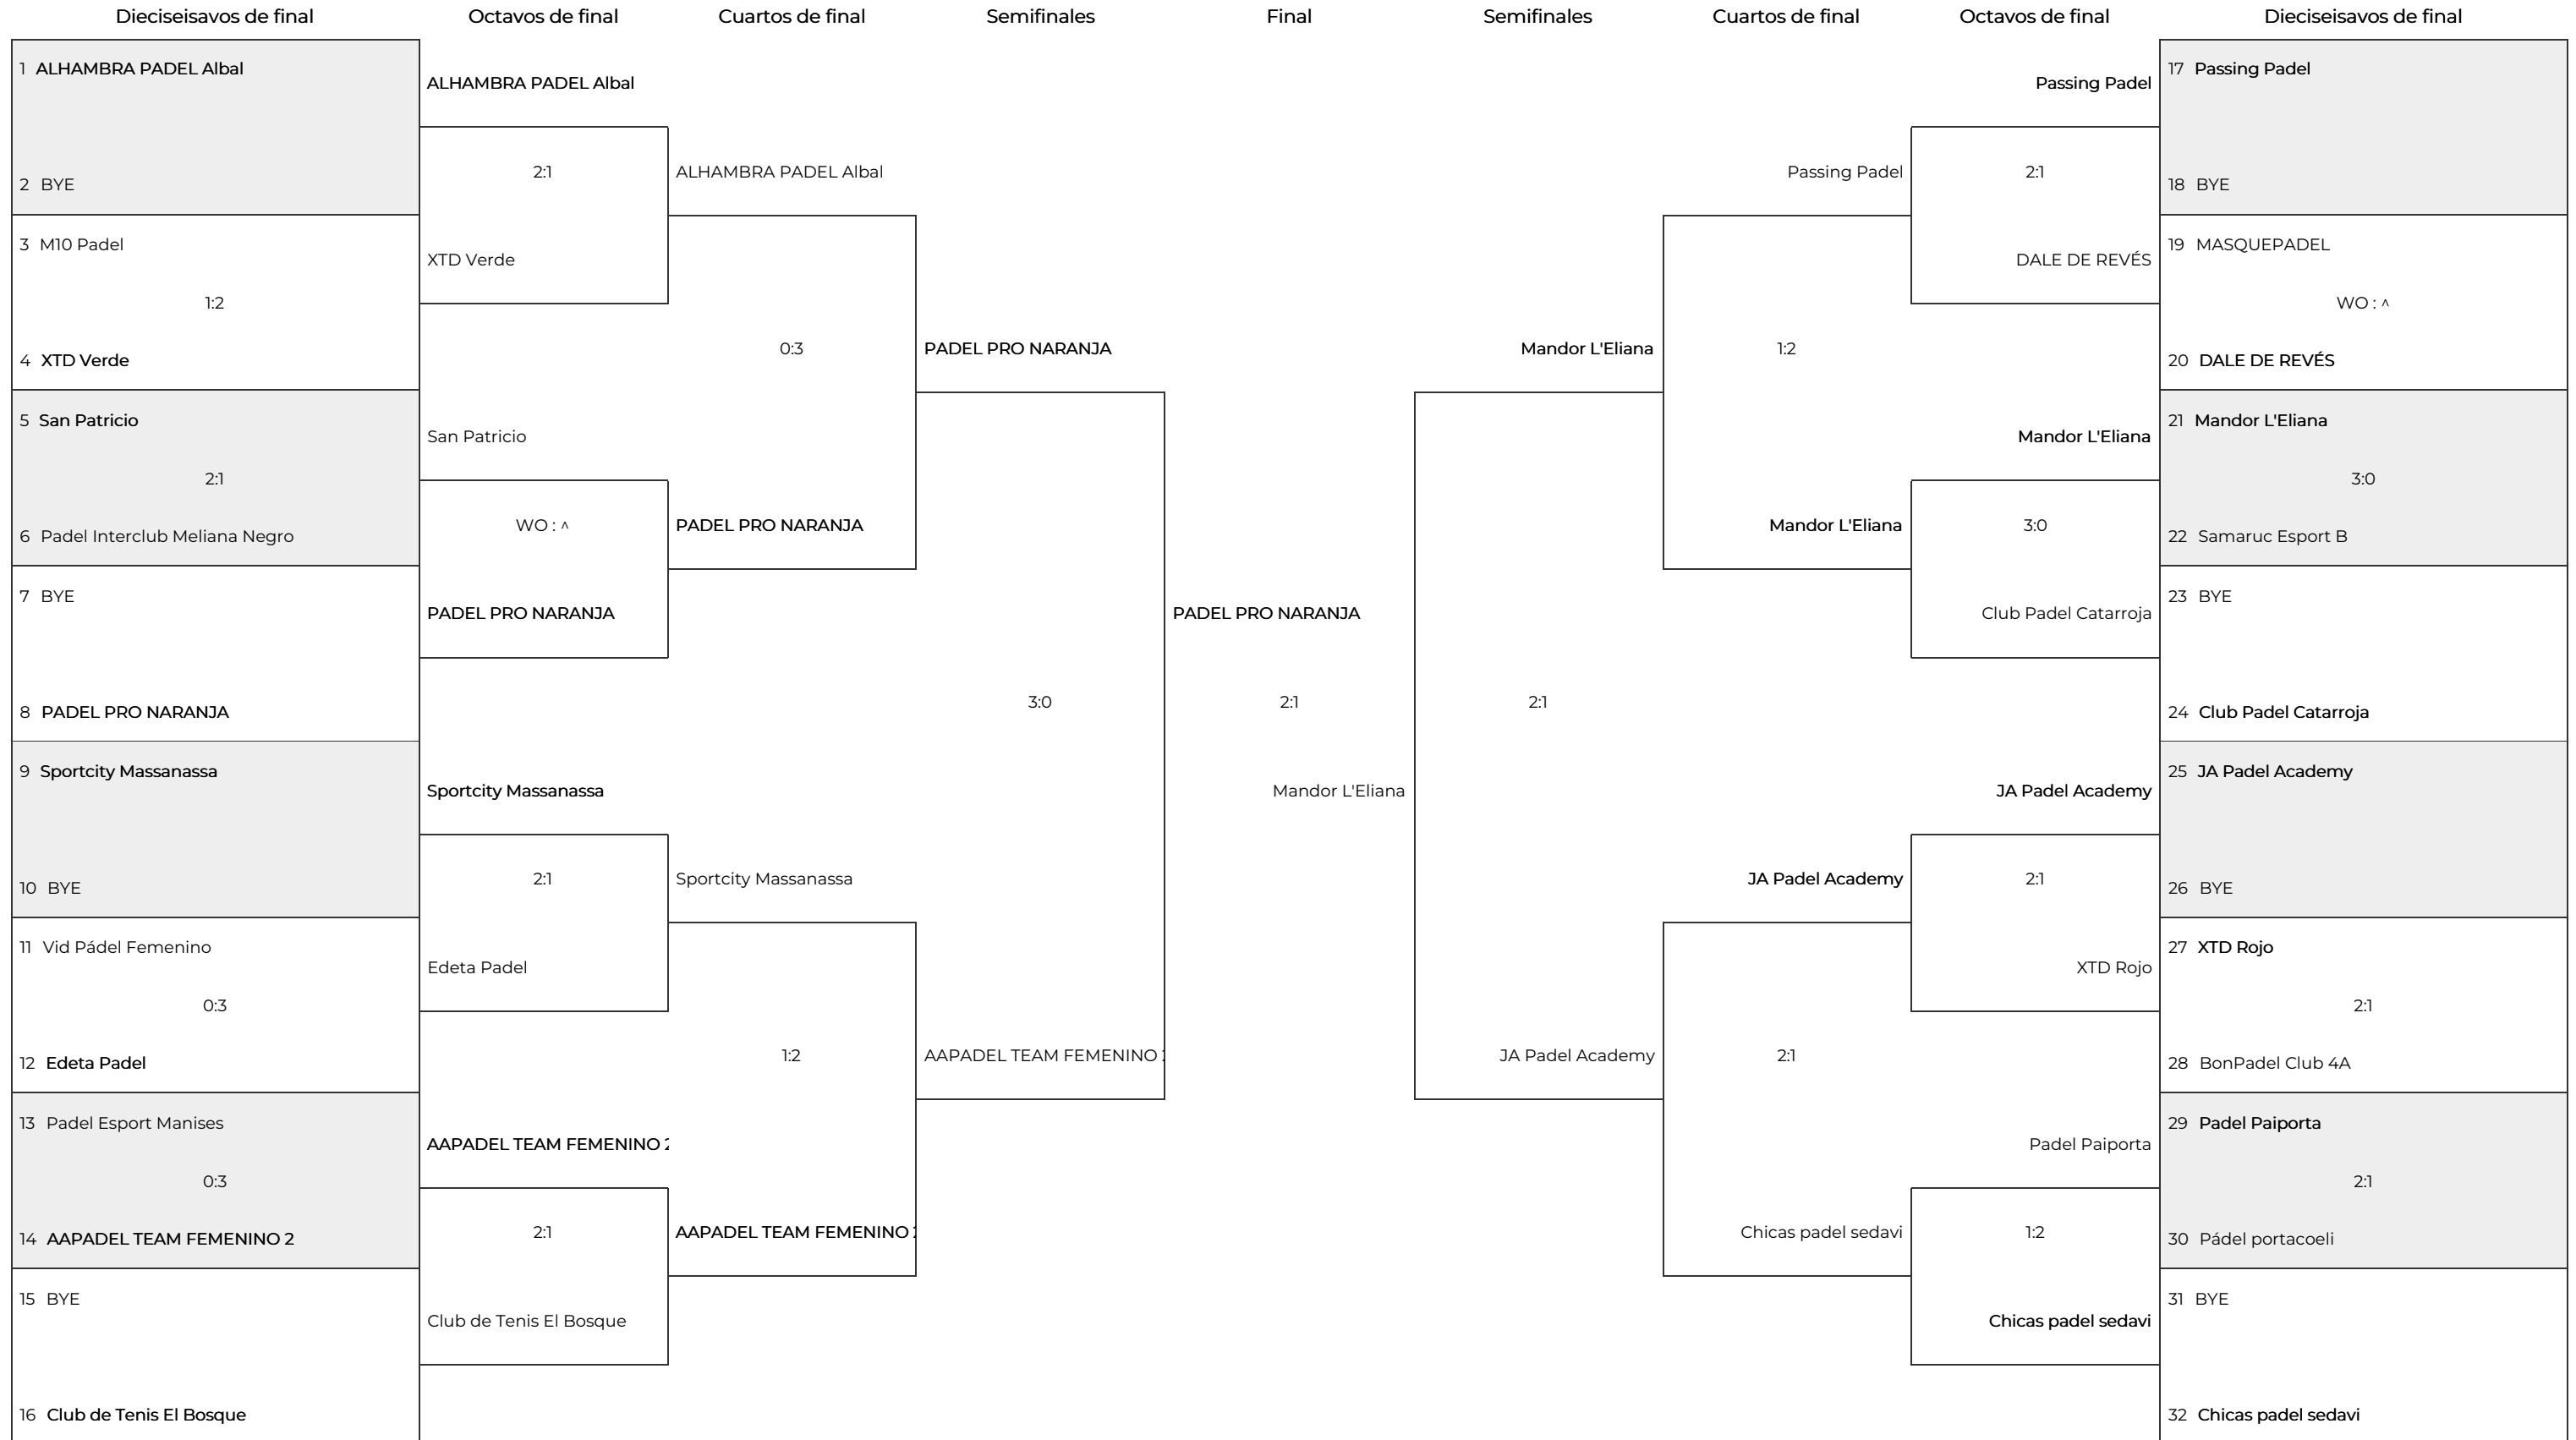 Dieciseisavos de final
Octavos de final
Cuartos de final
Semifinales
Final
Semifinales
Cuartos de final
Octavos de final
Dieciseisavos de final
1 ALHAMBRA PADEL Albal
2 BYE
3 M10 Padel
1:2
4 XTD Verde
5 San Patricio
2:1
6 Padel Interclub Meliana Negro
7 BYE
8 PADEL PRO NARANJA
9 Sportcity Massanassa
10 BYE
11 Vid Pádel Femenino
0:3
12 Edeta Padel
13 Padel Esport Manises
0:3
14 AAPADEL TEAM FEMENINO 2
15 BYE
16 Club de Tenis El Bosque
ALHAMBRA PADEL Albal
2:1
XTD Verde
San Patricio
WO : ^
PADEL PRO NARANJA
Sportcity Massanassa
2:1
Edeta Padel
AAPADEL TEAM FEMENINO 2
2:1
Club de Tenis El Bosque
ALHAMBRA PADEL Albal
0:3
PADEL PRO NARANJA
Sportcity Massanassa
1:2
AAPADEL TEAM FEMENINO 2
PADEL PRO NARANJA
3:0
AAPADEL TEAM FEMENINO 2
PADEL PRO NARANJA
2:1
Mandor L'Eliana
Mandor L'Eliana
2:1
JA Padel Academy
Passing Padel
1:2
Mandor L'Eliana
JA Padel Academy
2:1
Chicas padel sedavi
Passing Padel
2:1
DALE DE REVÉS
Mandor L'Eliana
3:0
Club Padel Catarroja
JA Padel Academy
2:1
XTD Rojo
Padel Paiporta
1:2
Chicas padel sedavi
17 Passing Padel
18 BYE
19 MASQUEPADEL
WO : ^
20 DALE DE REVÉS
21 Mandor L'Eliana
3:0
22 Samaruc Esport B
23 BYE
24 Club Padel Catarroja
25 JA Padel Academy
26 BYE
27 XTD Rojo
2:1
28 BonPadel Club 4A
29 Padel Paiporta
2:1
30 Pádel portacoeli
31 BYE
32 Chicas padel sedavi